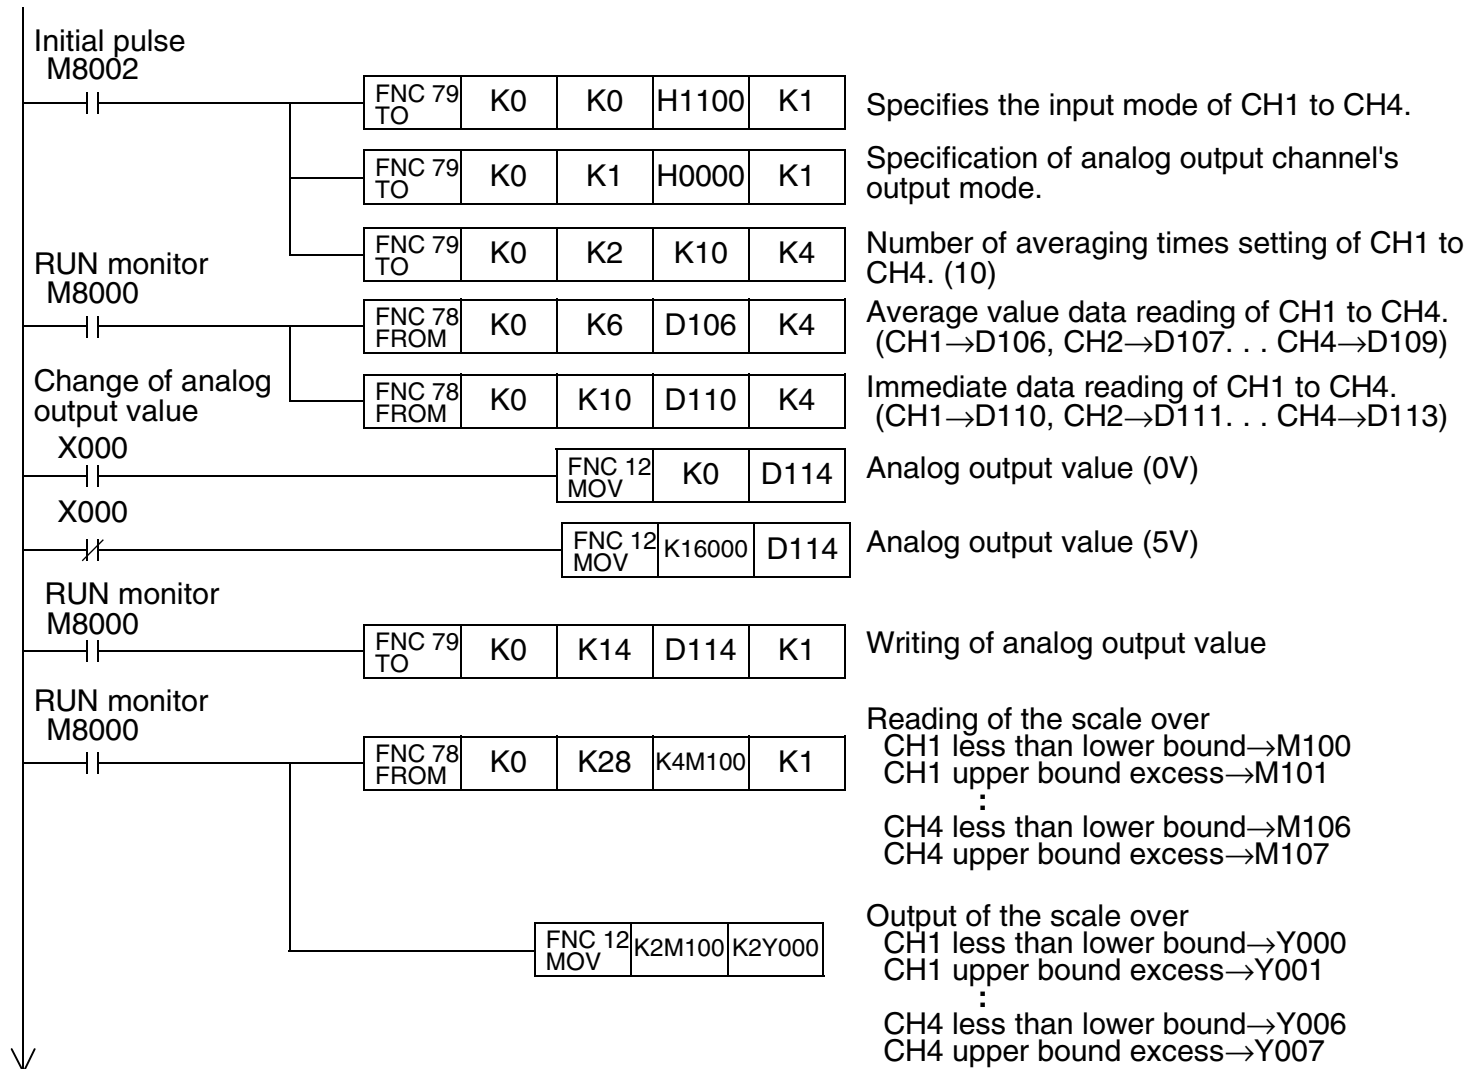 Initial pulse
M8002
FNC 79 TO K0 K0 H1100 K1
Specifies the input mode of CH1 to CH4.
FNC 79 TO K0 K1 H0000 K1
Specification of analog output channel's
output mode.
FNC 79 TO K0 K2 K10 K4
Number of averaging times setting of CH1 to
CH4. (10)
RUN monitor
M8000
FNC 78 FROM K0 K6 D106 K4
Average value data reading of CH1 to CH4.
(CH1→D106, CH2→D107. . . CH4→D109)
FNC 78 FROM K0 K10 D110 K4
Immediate data reading of CH1 to CH4.
(CH1→D110, CH2→D111. . . CH4→D113)
Change of analog
output value
X000
FNC 12 MOV K0 D114
Analog output value (0V)
X000
FNC 12 MOV K16000 D114
Analog output value (5V)
RUN monitor
M8000
FNC 79 TO K0 K14 D114 K1
Writing of analog output value
RUN monitor
M8000
FNC 78 FROM K0 K28 K4M100 K1
Reading of the scale over
CH1 less than lower bound→M100
CH1 upper bound excess→M101
:
CH4 less than lower bound→M106
CH4 upper bound excess→M107
FNC 12 MOV K2M100 K2Y000
Output of the scale over
CH1 less than lower bound→Y000
CH1 upper bound excess→Y001
:
CH4 less than lower bound→Y006
CH4 upper bound excess→Y007